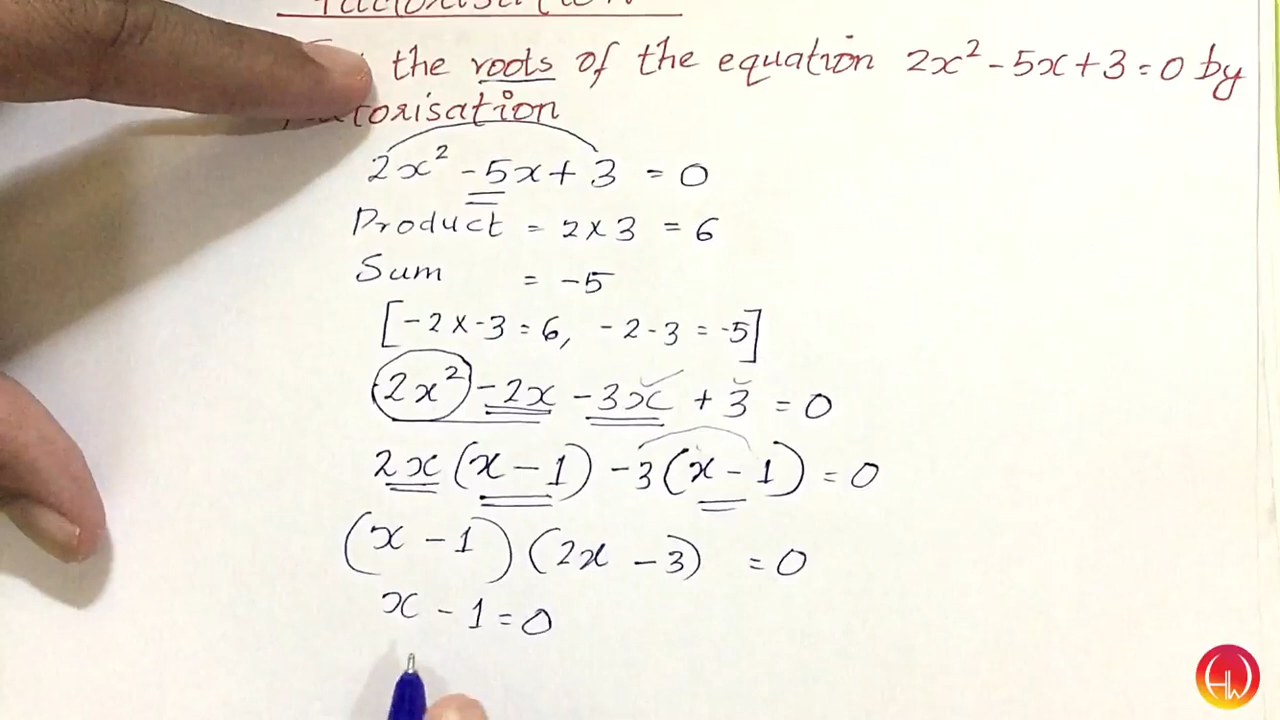 the roots of the equation 2x² - 5x + 3 = 0 by
2x² - 5x + 3 = 0
Product = 2 x 3 = 6
Sum = -5
[-2 x -3 = 6, -2 - 3 = -5]
2x² - 2x - 3x + 3 = 0
2x (x - 1) - 3 (x - 1) = 0
(x - 1) (2x - 3) = 0
x - 1 = 0